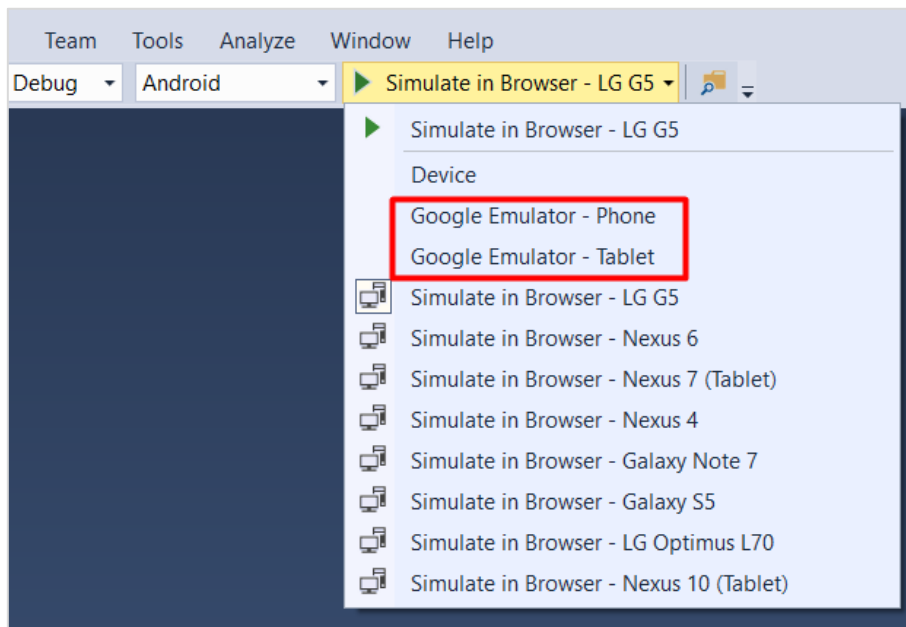 Team Tools Analyze Window Help
Debug Android Simulate in Browser - LG G5
Simulate in Browser - LG G5
Device
Google Emulator - Phone
Google Emulator - Tablet
Simulate in Browser - LG G5
Simulate in Browser - Nexus 6
Simulate in Browser - Nexus 7 (Tablet)
Simulate in Browser - Nexus 4
Simulate in Browser - Galaxy Note 7
Simulate in Browser - Galaxy S5
Simulate in Browser - LG Optimus L70
Simulate in Browser - Nexus 10 (Tablet)